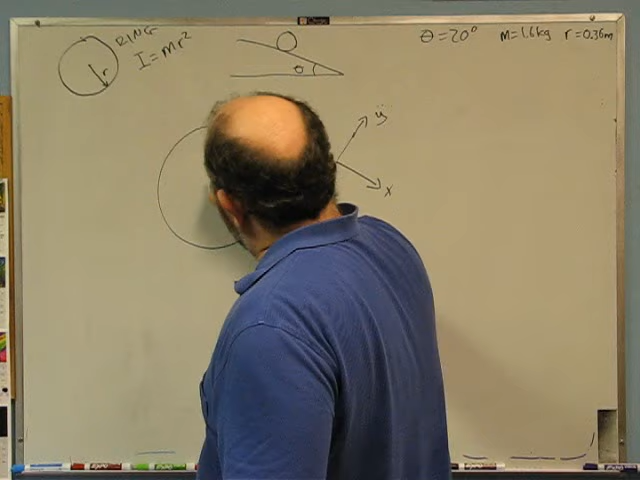 RING
I = mr²
r
θ
θ = 20° m = 1.6kg r = 0.36m
y
x